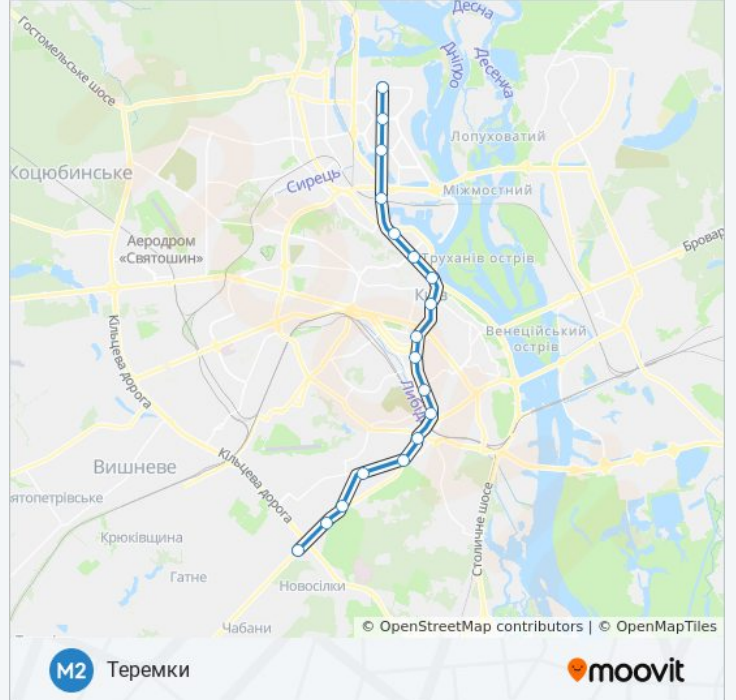 Десна
Гостомельське шосе
Дніпро
Десенка
Лопуховатий
Коцюбинське
Сирець
Міжмостний
Бровар
Аеродром
«Святошин»
Труханів острів
Київ
Венеційський
острів
Кільцева дорога
Либідь
Кільцева дорога
Вишневе
ятопетрівське
Столичне шосе
Крюківщина
Гатне
Новосілки
Чабани
© OpenStreetMap contributors | © OpenMapTiles
M2 Теремки
moovit